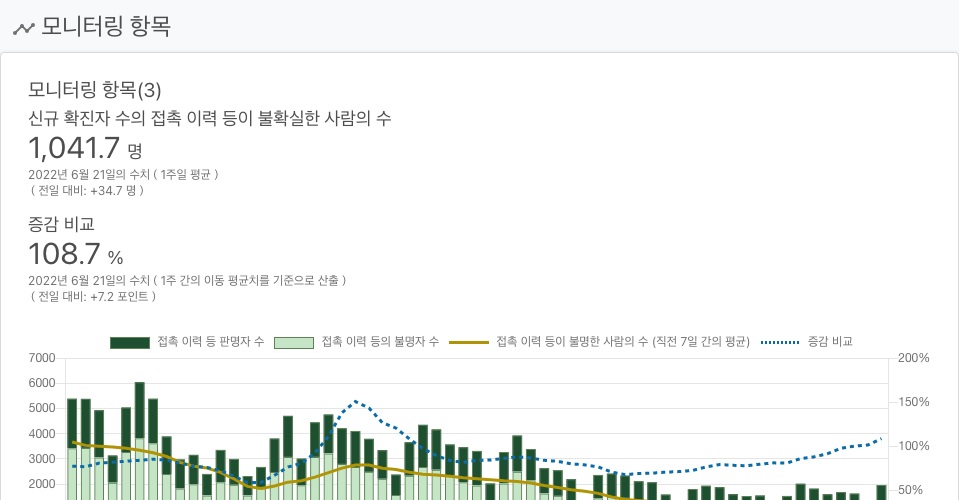 모니터링 항목
모니터링 항목(3)
신규 확진자 수의 접촉 이력 등이 불확실한 사람의 수
1,041.7 명
2022년 6월 21일의 수치 ( 1주일 평균 )
( 전일 대비: +34.7 명 )
증감 비교
108.7 %
2022년 6월 21일의 수치 ( 1주 간의 이동 평균치를 기준으로 산출 )
( 전일 대비: +7.2 포인트 )
접촉 이력 등 판명자 수 접촉 이력 등의 불명자 수 접촉 이력 등이 불명한 사람의 수 (직전 7일 간의 평균) 증감 비교
7000 200%
6000
5000 150%
4000 100%
3000
2000 50%